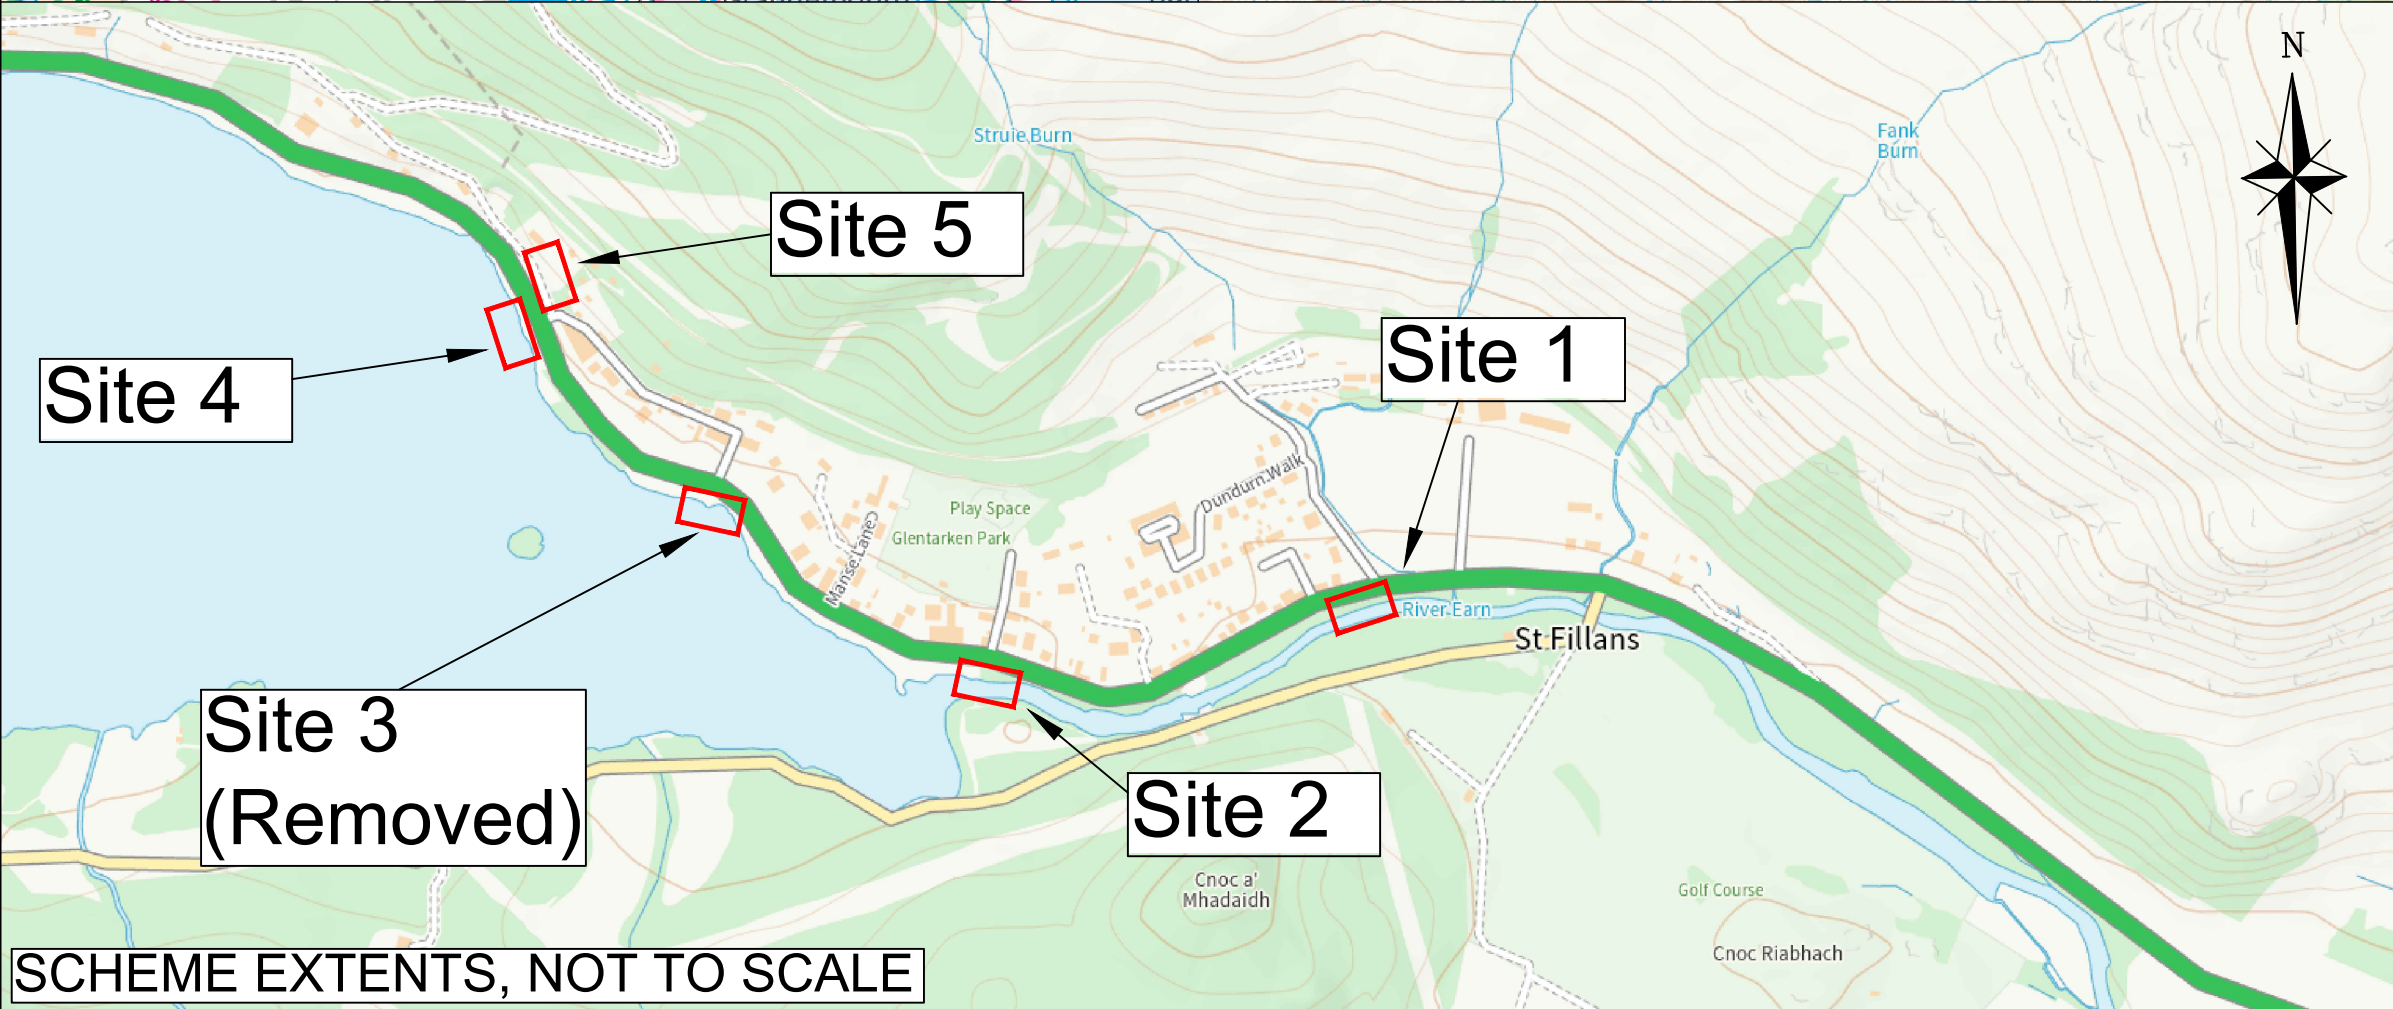 N
Struie Burn
Fank
Burn
Site 5
Site 1
Site 4
Dundurn Walk
Play Space
Glentarken Park
Manse Lane
River Earn
St Fillans
Site 3
(Removed)
Site 2
Cnoc a'
Mhadaidh
Golf Course
Cnoc Riabhach
SCHEME EXTENTS, NOT TO SCALE